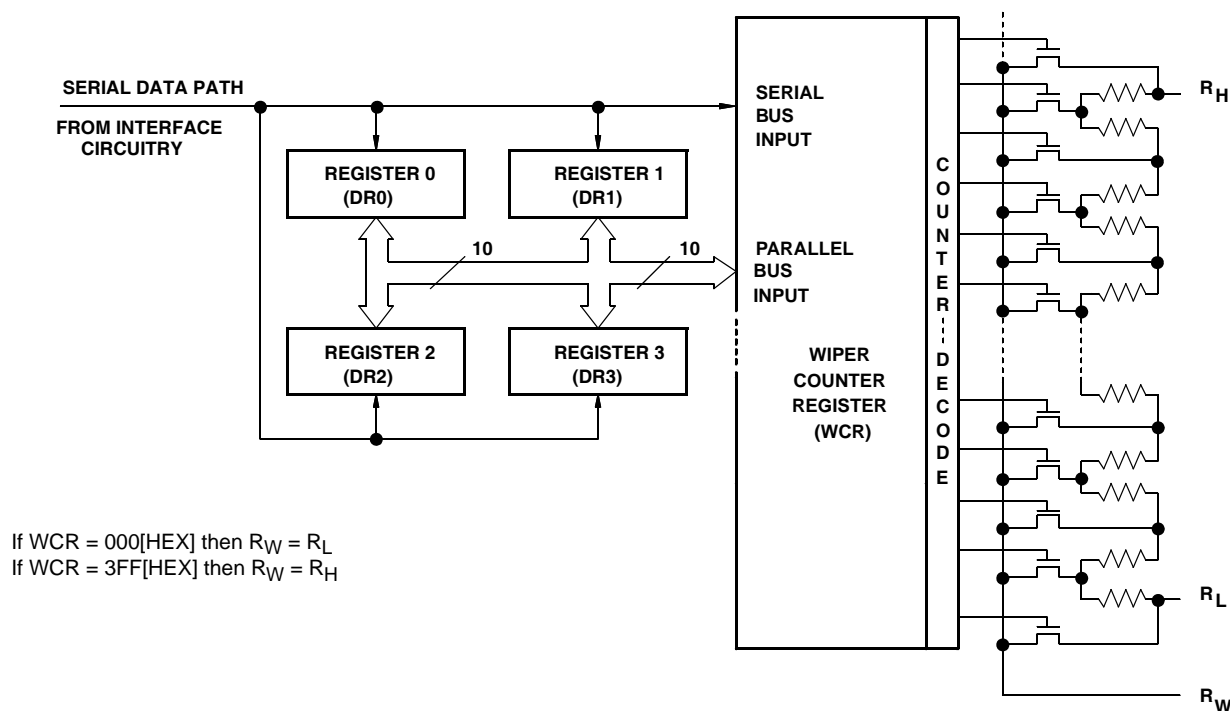 SERIAL DATA PATH
FROM INTERFACE
CIRCUITRY
REGISTER 0
(DR0)
REGISTER 1
(DR1)
10
10
REGISTER 2
(DR2)
REGISTER 3
(DR3)
SERIAL
BUS
INPUT
PARALLEL
BUS
INPUT
WIPER
COUNTER
REGISTER
(WCR)
COUNTER
DECODE
RH
RL
RW
If WCR = 000[HEX] then RW = RL
If WCR = 3FF[HEX] then RW = RH